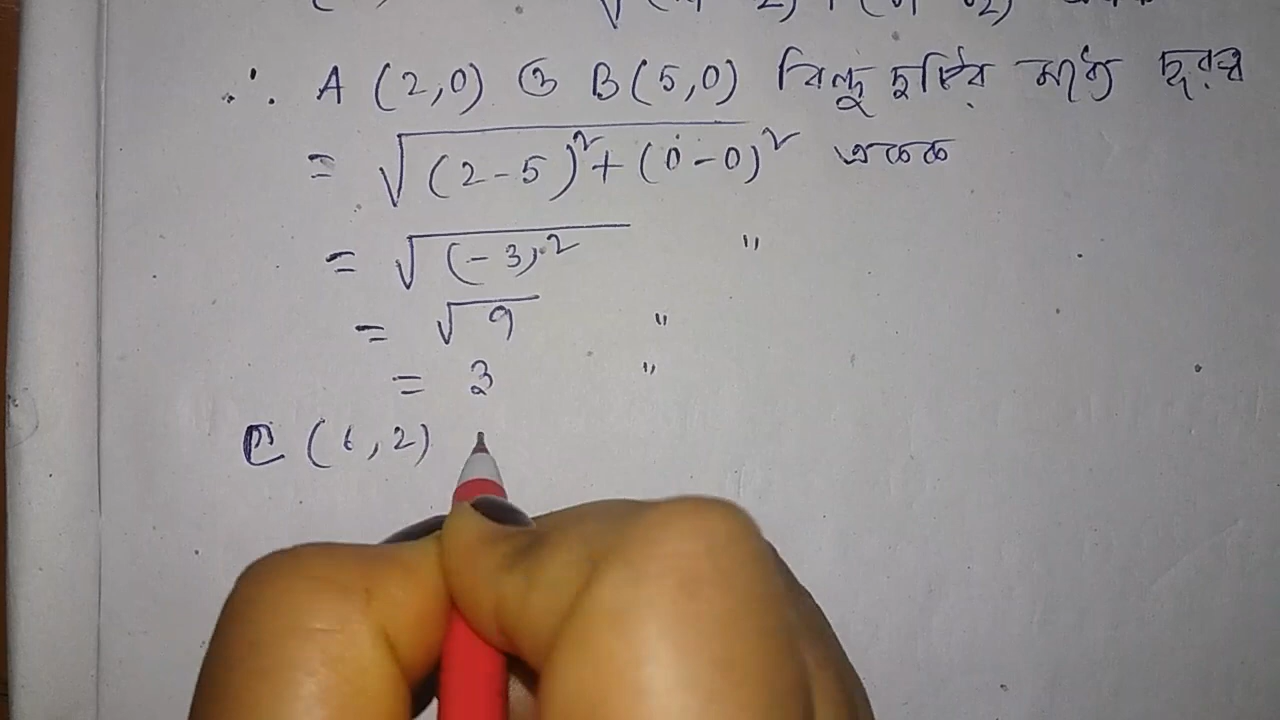 ∴ A (2,0) ও B (5,0) বিন্দু দুটির মধ্যে দূরত্ব
= √(2-5)² + (0-0)² একক
= √(-3)² "
= √9 "
= 3 "
C (6,2)